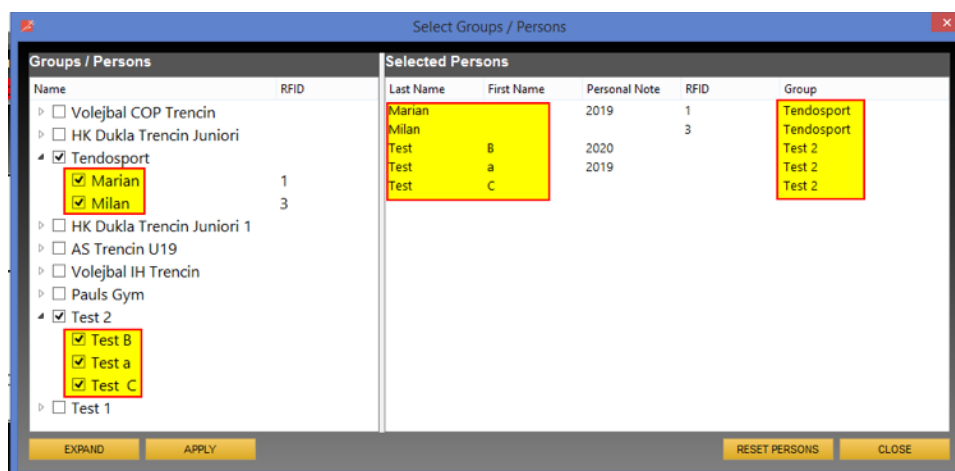 Select Groups / Persons
Groups / Persons
Name RFID
Volejbal COP Trencin
HK Dukla Trencin Juniori
Tendosport
Marian 1
Milan 3
HK Dukla Trencin Juniori 1
AS Trencin U19
Volejbal IH Trencin
Pauls Gym
Test 2
Test B
Test a
Test C
Test 1
EXPAND APPLY
Selected Persons
Last Name First Name Personal Note RFID Group
Marian 2019 1 Tendosport
Milan 3 Tendosport
Test B 2020 Test 2
Test a 2019 Test 2
Test C Test 2
RESET PERSONS CLOSE